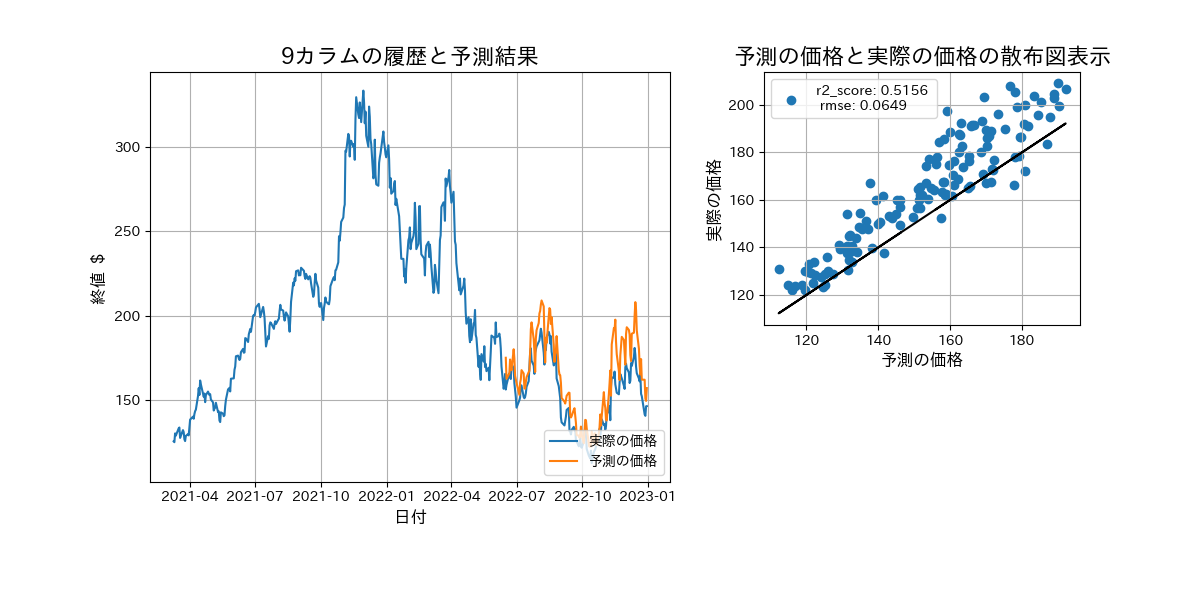 9カラムの履歴と予測結果
終値 $
300
250
200
150
2021-04 2021-07 2021-10 2022-01 2022-04 2022-07 2022-10 2023-01
日付
実際の価格
予測の価格
予測の価格と実際の価格の散布図表示
r2_score: 0.5156
rmse: 0.0649
実際の価格
200
180
160
140
120
120 140 160 180
予測の価格